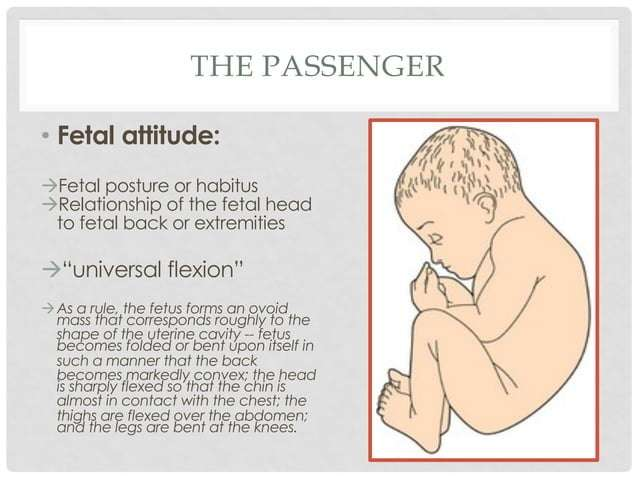 THE PASSENGER
• Fetal attitude:
→Fetal posture or habitus
→Relationship of the fetal head
to fetal back or extremities
→“universal flexion”
→As a rule, the fetus forms an ovoid
mass that corresponds roughly to the
shape of the uterine cavity -- fetus
becomes folded or bent upon itself in
such a manner that the back
becomes markedly convex; the head
is sharply flexed so that the chin is
almost in contact with the chest; the
thighs are flexed over the abdomen;
and the legs are bent at the knees.